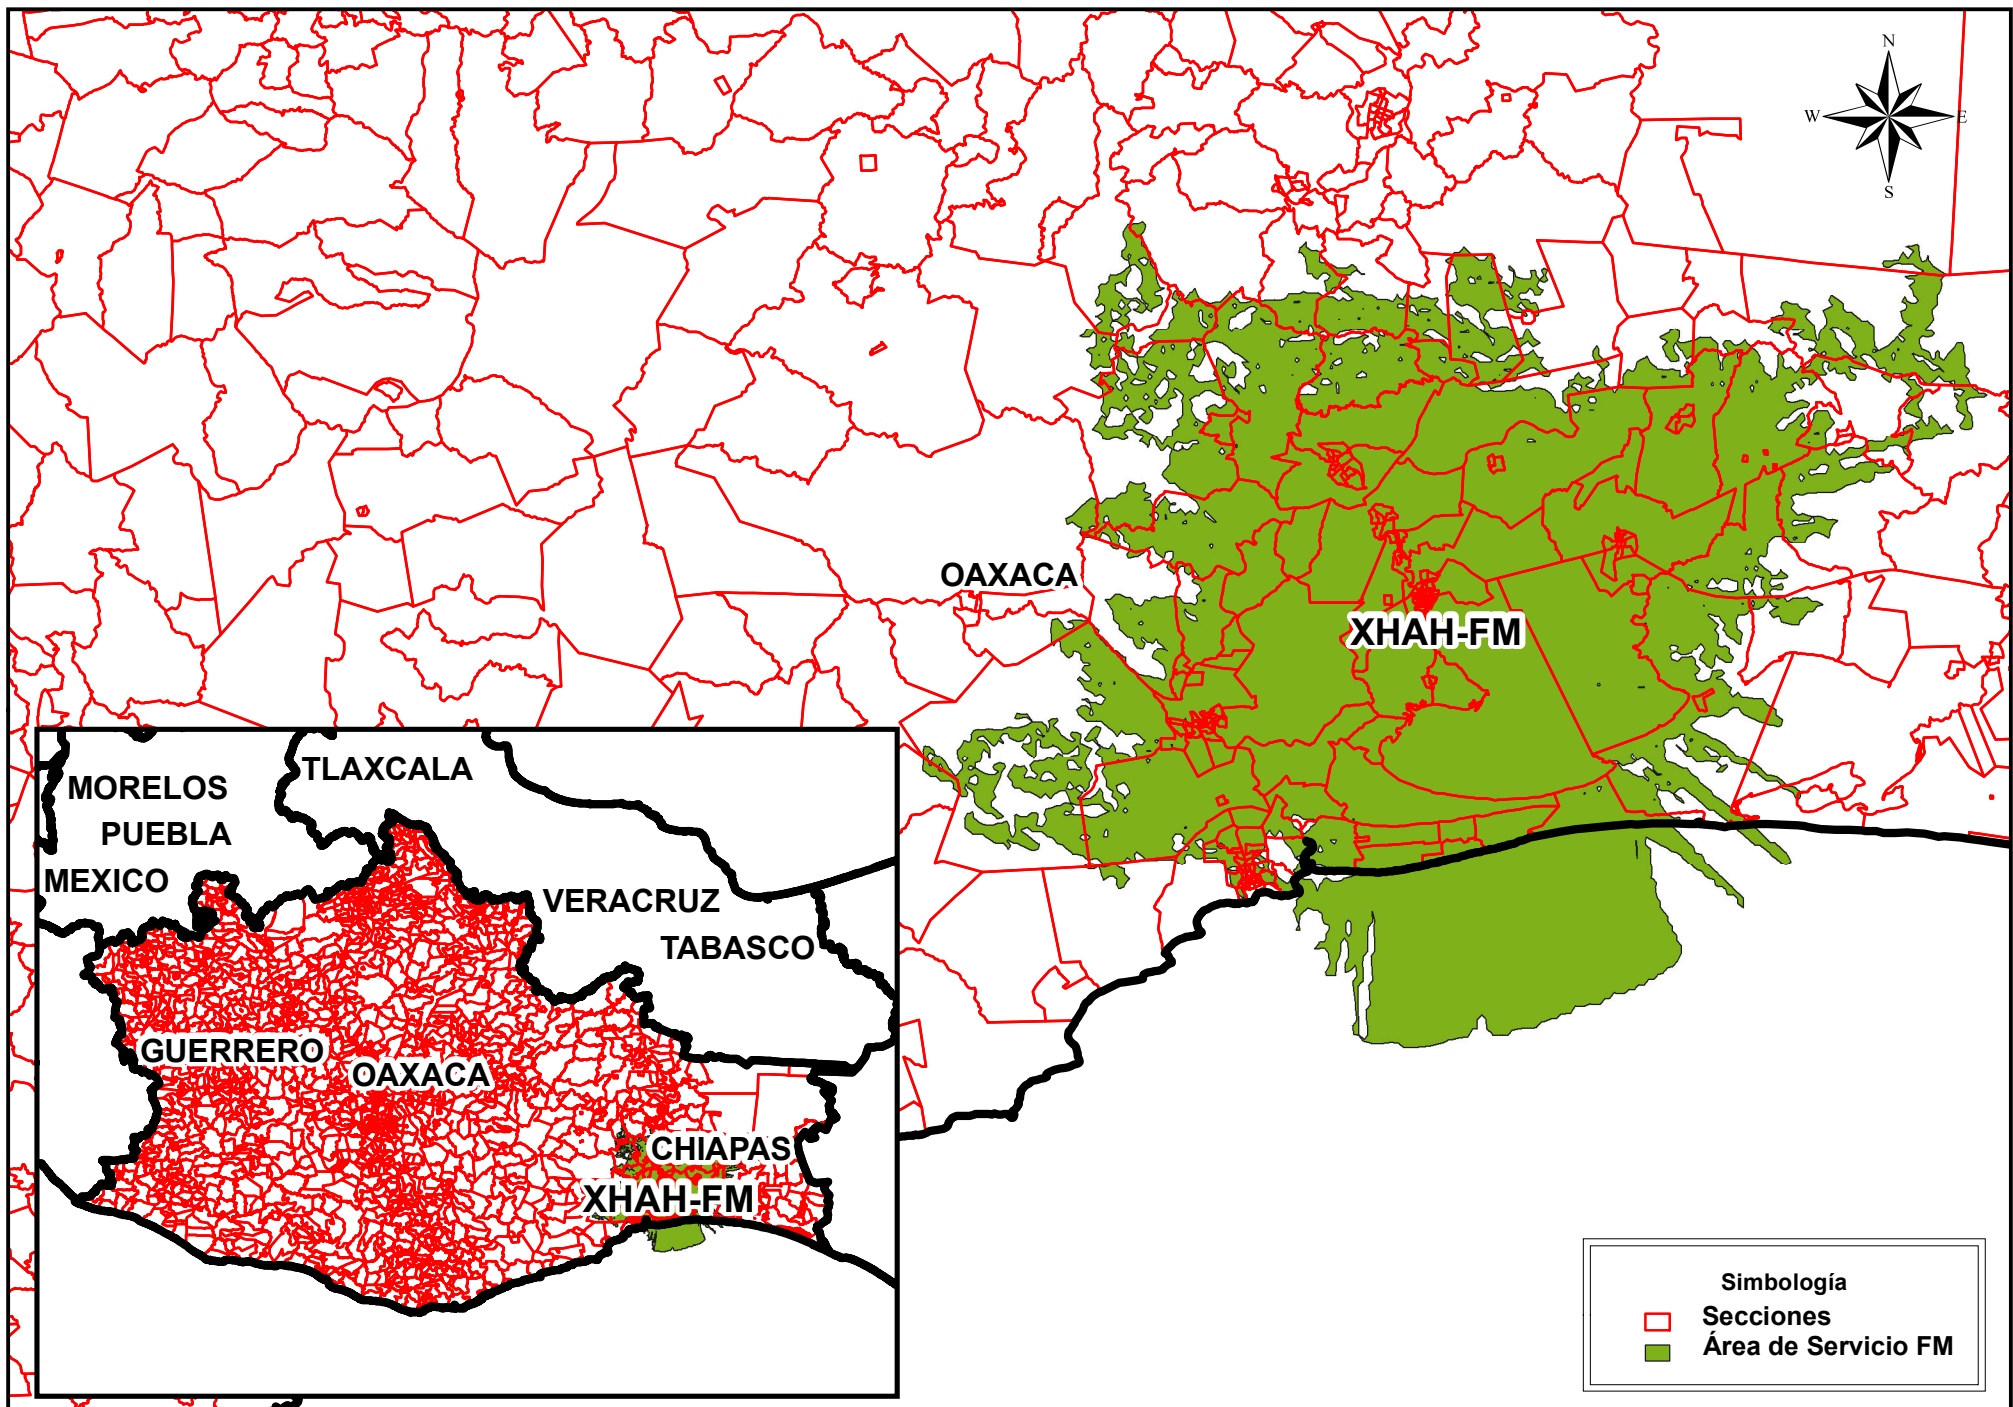 N
W E
S
OAXACA
XHAH-FM
TLAXCALA
MORELOS
PUEBLA
MEXICO
VERACRUZ
TABASCO
GUERRERO
OAXACA
CHIAPAS
XHAH-FM
Simbología
Secciones
Área de Servicio FM